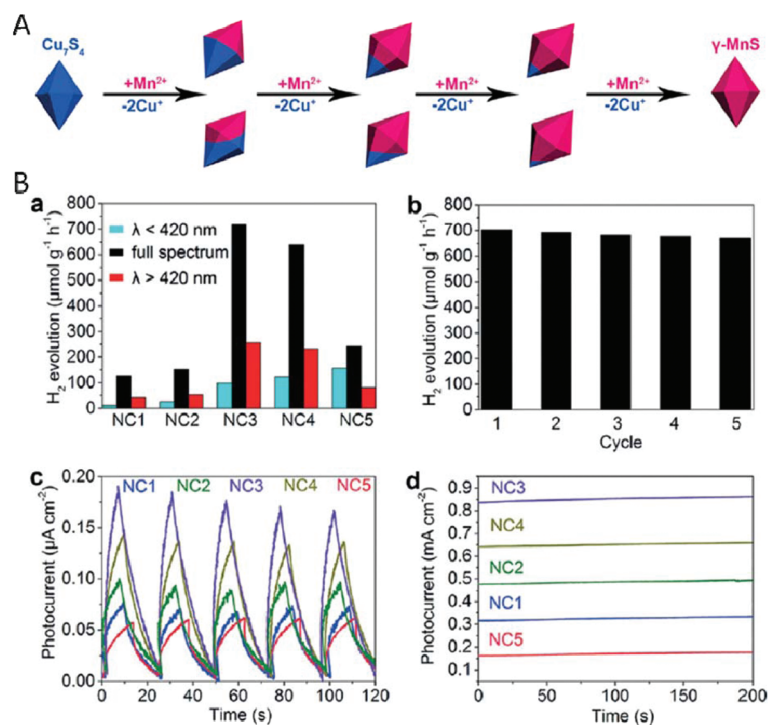 A
Cu7S4
γ-MnS
+Mn2+ +Mn2+ +Mn2+ +Mn2+
-2Cu+ -2Cu+ -2Cu+ -2Cu+
B
a
H2 evolution (μmol g-1 h-1)
800
700
600
500
400
300
200
100
0
λ < 420 nm
full spectrum
λ > 420 nm
NC1 NC2 NC3 NC4 NC5
b
H2 evolution (μmol g-1 h-1)
800
700
600
500
400
300
200
100
0
1 2 3 4 5
Cycle
c
Photocurrent (μA cm-2)
0.20
0.15
0.10
0.05
0.00
NC1 NC2 NC3 NC4 NC5
0 20 40 60 80 100 120
Time (s)
d
Photocurrent (mA cm-2)
0.9
0.8
0.7
0.6
0.5
0.4
0.3
0.2
0.1
NC3
NC4
NC2
NC1
NC5
0 50 100 150 200
Time (s)